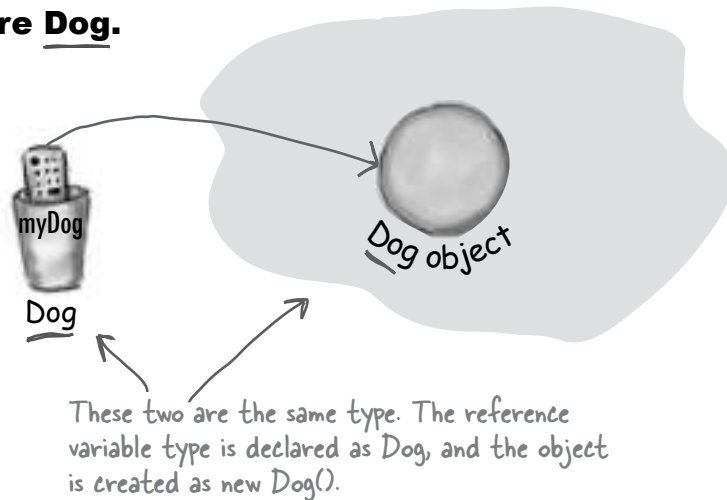 re Dog.
myDog
Dog
Dog object
These two are the same type. The reference
variable type is declared as Dog, and the object
is created as new Dog().